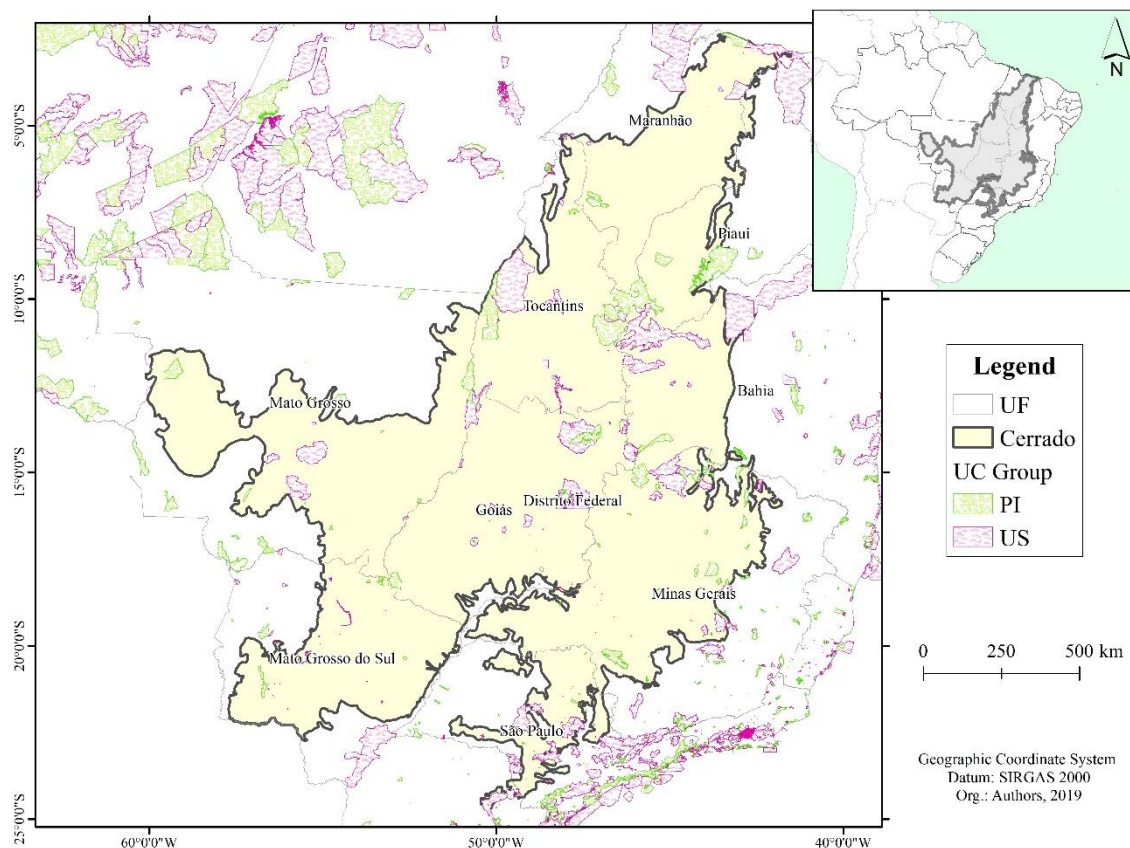 N
5°0'0"S
10°0'0"S
15°0'0"S
20°0'0"S
25°0'0"S
Maranhão
Piauí
Tocantins
Bahia
Mato Grosso
Distrito Federal
Goiás
Minas Gerais
Mato Grosso do Sul
São Paulo
60°0'0"W
50°0'0"W
40°0'0"W
Legend
UF
Cerrado
UC Group
PI
US
0 250 500 km
Geographic Coordinate System
Datum: SIRGAS 2000
Org.: Authors, 2019